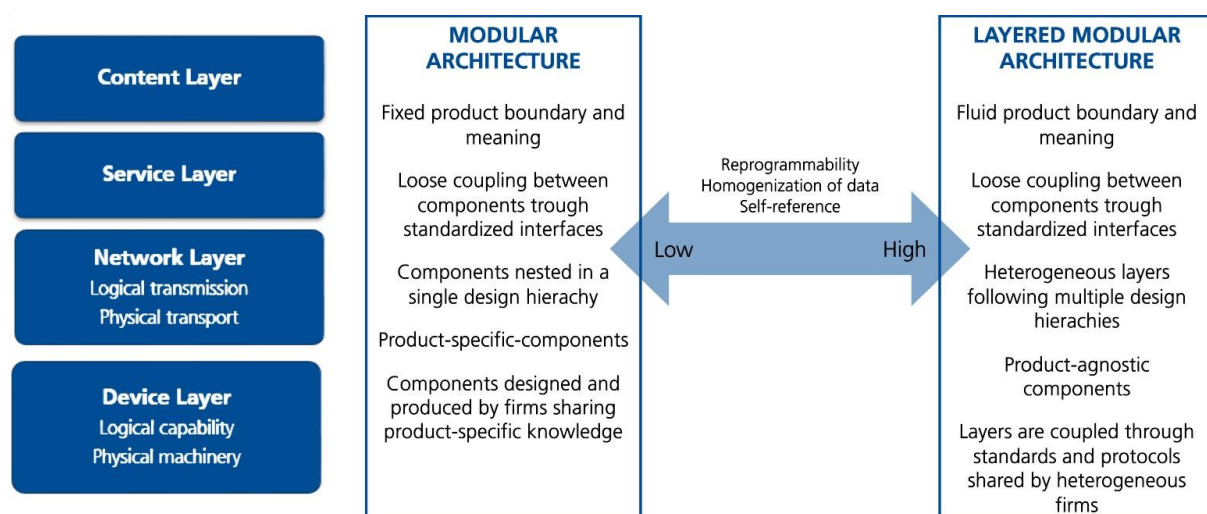 Content Layer
Service Layer
Network Layer
Logical transmission
Physical transport
Device Layer
Logical capability
Physical machinery
MODULAR
ARCHITECTURE
Fixed product boundary and
meaning
Loose coupling between
components trough
standardized interfaces
Components nested in a
single design hierachy
Product-specific-components
Components designed and
produced by firms sharing
product-specific knowledge
Reprogrammability
Homogenization of data
Self-reference
Low
High
LAYERED MODULAR
ARCHITECTURE
Fluid product boundary and
meaning
Loose coupling between
components trough
standardized interfaces
Heterogeneous layers
following multiple design
hierachies
Product-agnostic
components
Layers are coupled through
standards and protocols
shared by heterogeneous
firms